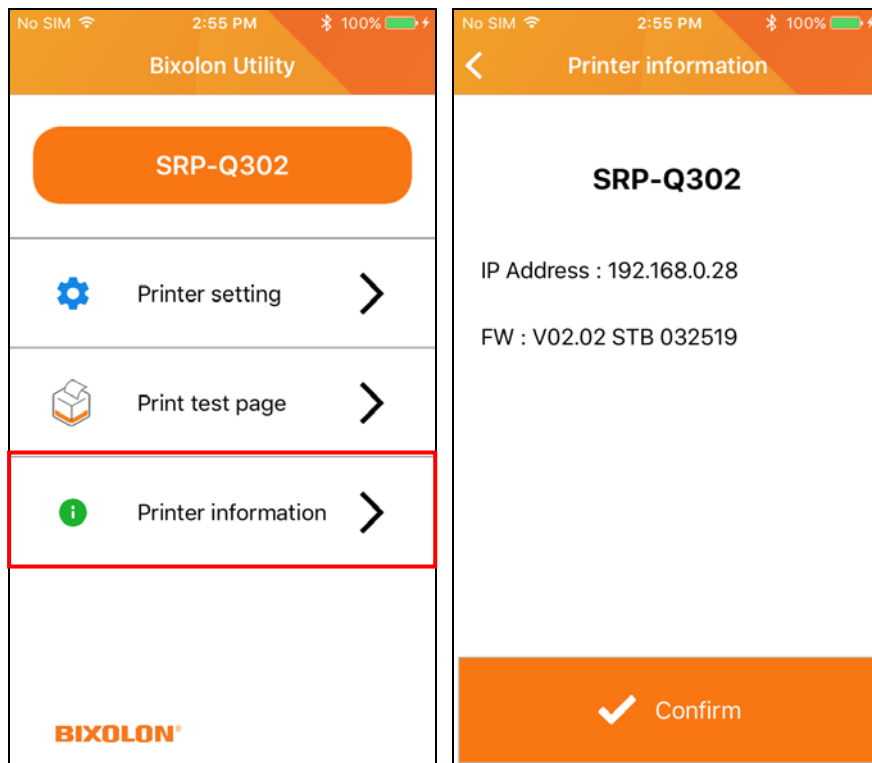 No SIM 2:55 PM 100%
Bixolon Utility
SRP-Q302
Printer setting
Print test page
Printer information
BIXOLON®
No SIM 2:55 PM 100%
Printer information
SRP-Q302
IP Address : 192.168.0.28
FW : V02.02 STB 032519
Confirm